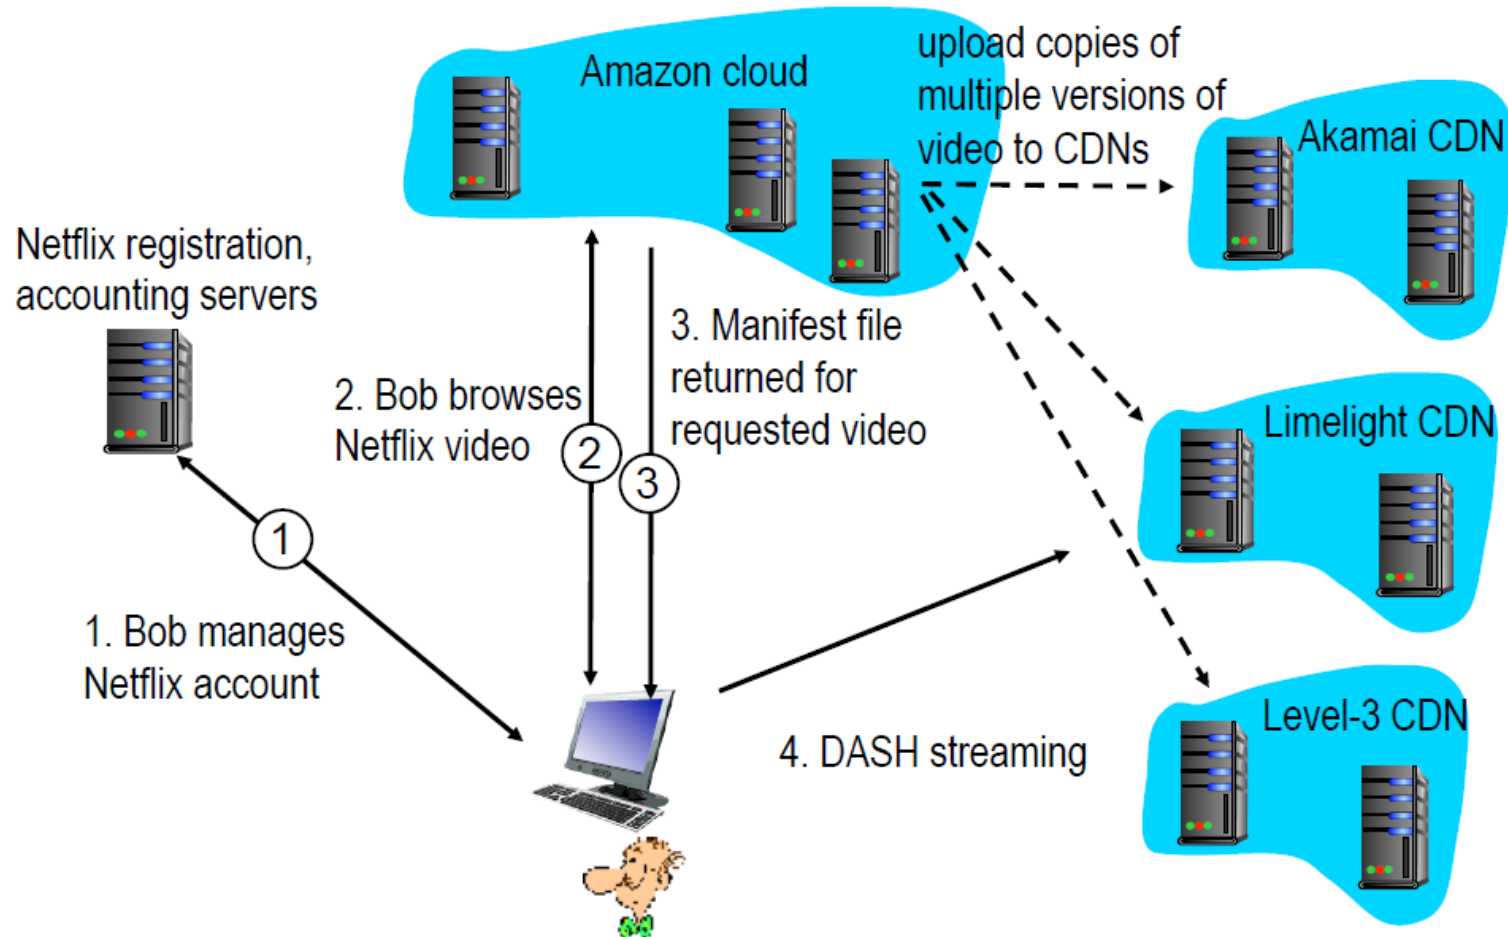 Amazon cloud
upload copies of
multiple versions of
video to CDNs
Akamai CDN
Netflix registration,
accounting servers
3. Manifest file
returned for
requested video
2. Bob browses
Netflix video
2
3
Limelight CDN
1
1. Bob manages
Netflix account
4. DASH streaming
Level-3 CDN